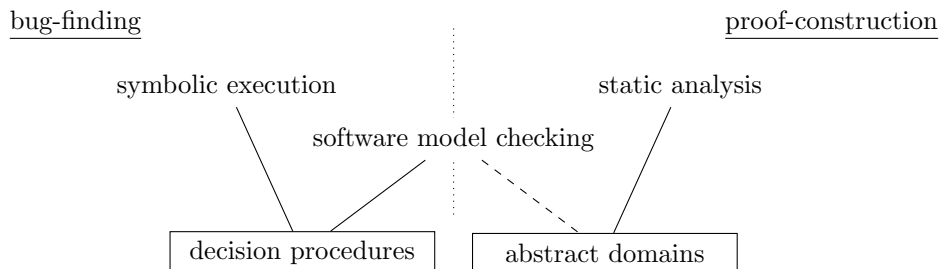 bug-finding
proof-construction
symbolic execution
static analysis
software model checking
decision procedures
abstract domains